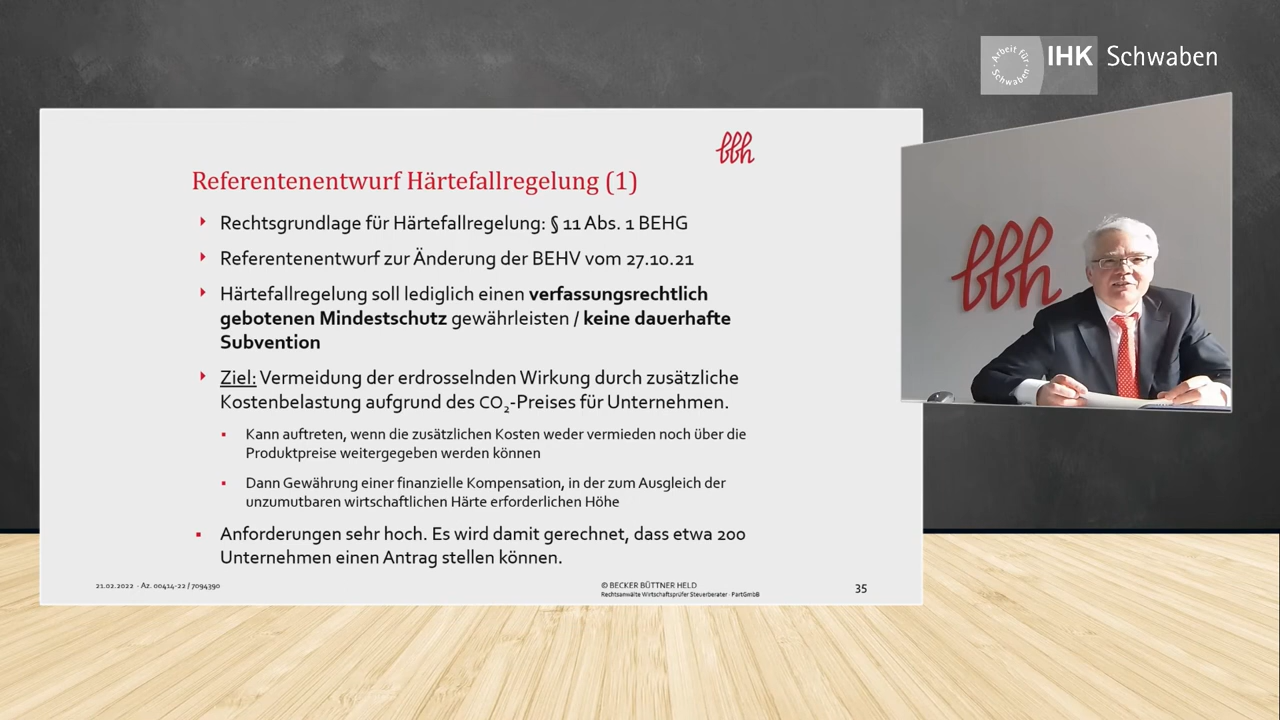 Arbeit für
Schwaben
IHK Schwaben
bbh
Referentenentwurf Härtefallregelung (1)
Rechtsgrundlage für Härtefallregelung: § 11 Abs. 1 BEHG
Referentenentwurf zur Änderung der BEHV vom 27.10.21
Härtefallregelung soll lediglich einen verfassungsrechtlich
gebotenen Mindestschutz gewährleisten / keine dauerhafte
Subvention
Ziel: Vermeidung der erdrosselnden Wirkung durch zusätzliche
Kostenbelastung aufgrund des CO₂-Preises für Unternehmen.
Kann auftreten, wenn die zusätzlichen Kosten weder vermieden noch über die
Produktpreise weitergegeben werden können
Dann Gewährung einer finanzielle Kompensation, in der zum Ausgleich der
unzumutbaren wirtschaftlichen Härte erforderlichen Höhe
Anforderungen sehr hoch. Es wird damit gerechnet, dass etwa 200
Unternehmen einen Antrag stellen können.
21.02.2022 · Az. 00414-22 / 7094390
© BECKER BÜTTNER HELD
Rechtsanwälte Wirtschaftsprüfer Steuerberater · PartGmbB
35
bbh